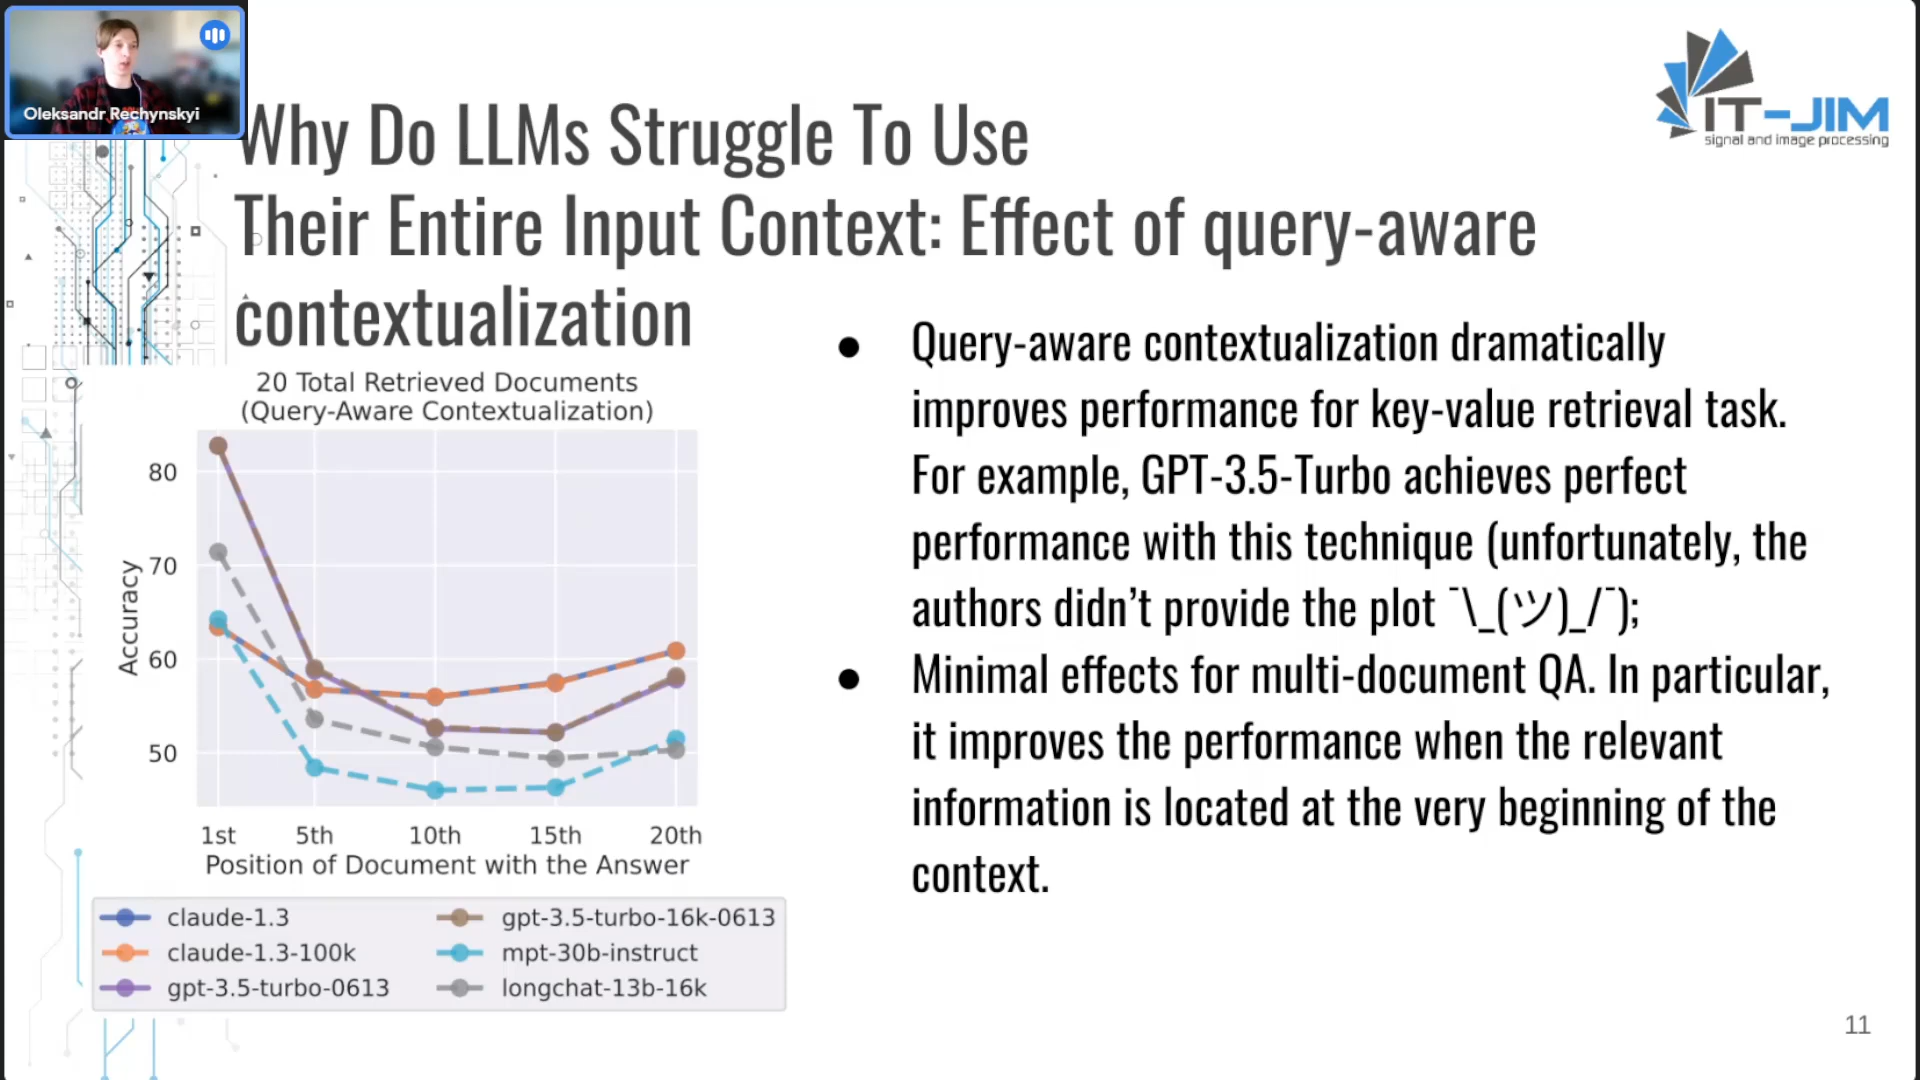 Oleksandr Rechynskyi
IT-JIM
signal and image processing
Why Do LLMs Struggle To Use
Their Entire Input Context: Effect of query-aware
contextualization
20 Total Retrieved Documents
(Query-Aware Contextualization)
80
70
60
50
Accuracy
1st 5th 10th 15th 20th
Position of Document with the Answer
claude-1.3
claude-1.3-100k
gpt-3.5-turbo-0613
gpt-3.5-turbo-16k-0613
mpt-30b-instruct
longchat-13b-16k
● Query-aware contextualization dramatically
improves performance for key-value retrieval task.
For example, GPT-3.5-Turbo achieves perfect
performance with this technique (unfortunately, the
authors didn’t provide the plot ¯\_(ツ)_/¯);
● Minimal effects for multi-document QA. In particular,
it improves the performance when the relevant
information is located at the very beginning of the
context.
11